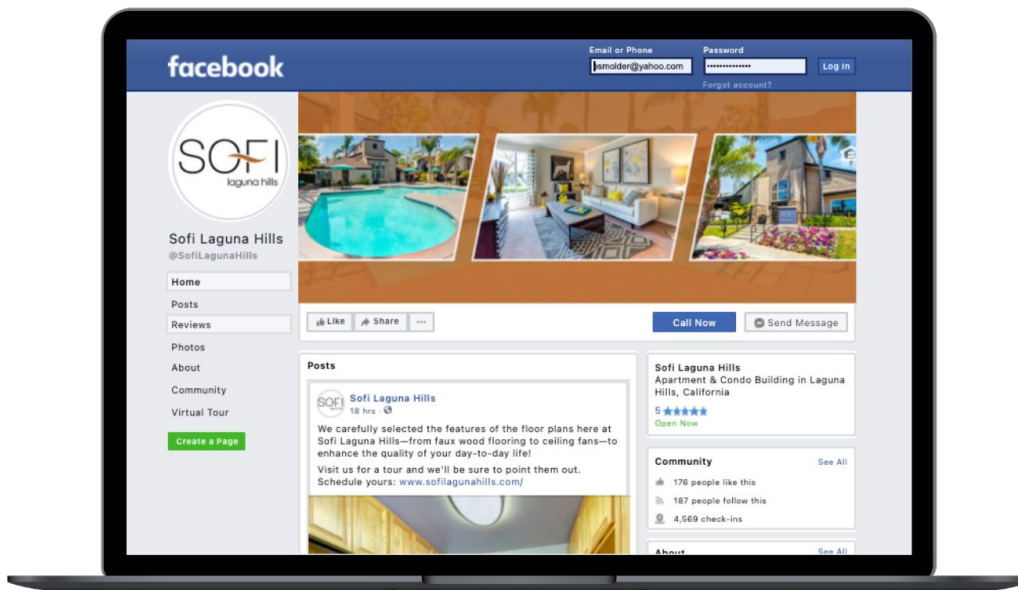 facebook
Email or Phone
Password
smolder@yahoo.com
••••••••••••••
Log In
Forgot account?
SOFI
laguna hills
Sofi Laguna Hills
@SofiLagunaHills
Home
Posts
Reviews
Photos
About
Community
Virtual Tour
Create a Page
Like
Share
...
Call Now
Send Message
Posts
SOFI
Sofi Laguna Hills
18 hrs ·
We carefully selected the features of the floor plans here at
Sofi Laguna Hills—from faux wood flooring to ceiling fans—to
enhance the quality of your day-to-day life!
Visit us for a tour and we'll be sure to point them out.
Schedule yours: www.sofilagunahills.com/
Sofi Laguna Hills
Apartment & Condo Building in Laguna
Hills, California
5 ★★★★★
Open Now
Community
See All
176 people like this
187 people follow this
4,569 check-ins
About
See All